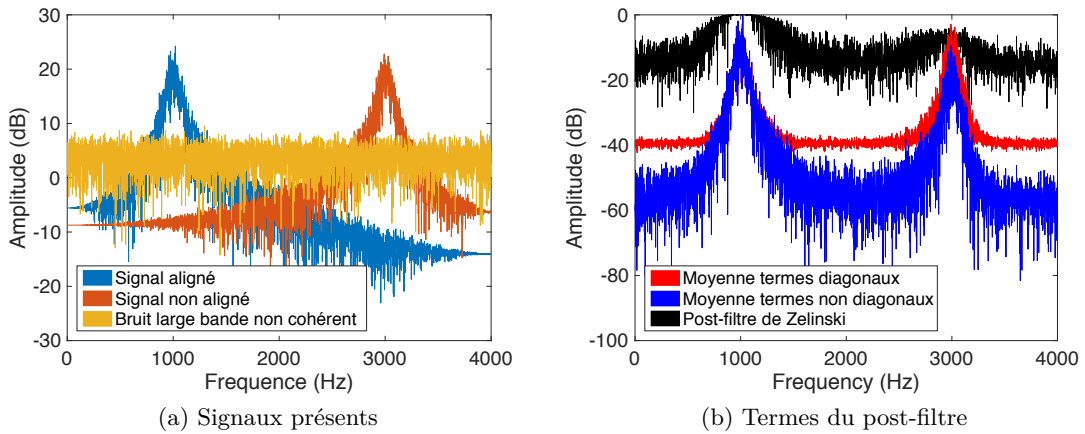 30
20
10
0
-10
-20
-30
Amplitude (dB)
Signal aligné
Signal non aligné
Bruit large bande non cohérent
0
1000
2000
3000
4000
Frequence (Hz)
(a) Signaux présents
0
-20
-40
-60
-80
-100
Amplitude (dB)
Moyenne termes diagonaux
Moyenne termes non diagonaux
Post-filtre de Zelinski
0
1000
2000
3000
4000
Frequency (Hz)
(b) Termes du post-filtre